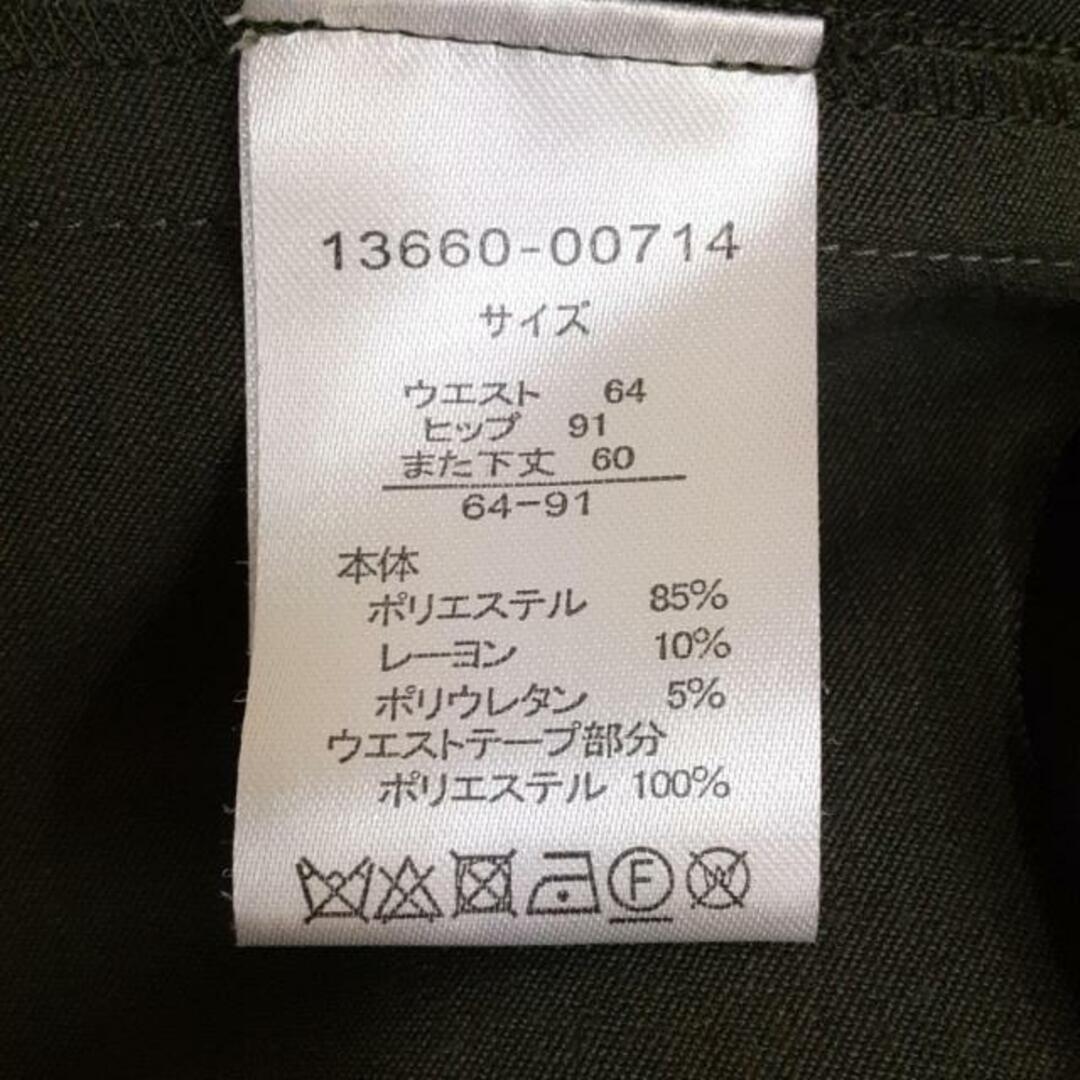 13660-00714
サイズ
ウエスト 64
ヒップ 91
また下丈 60
64-91
本体
ポリエステル 85%
レーヨン 10%
ポリウレタン 5%
ウエストテープ部分
ポリエステル 100%
F W